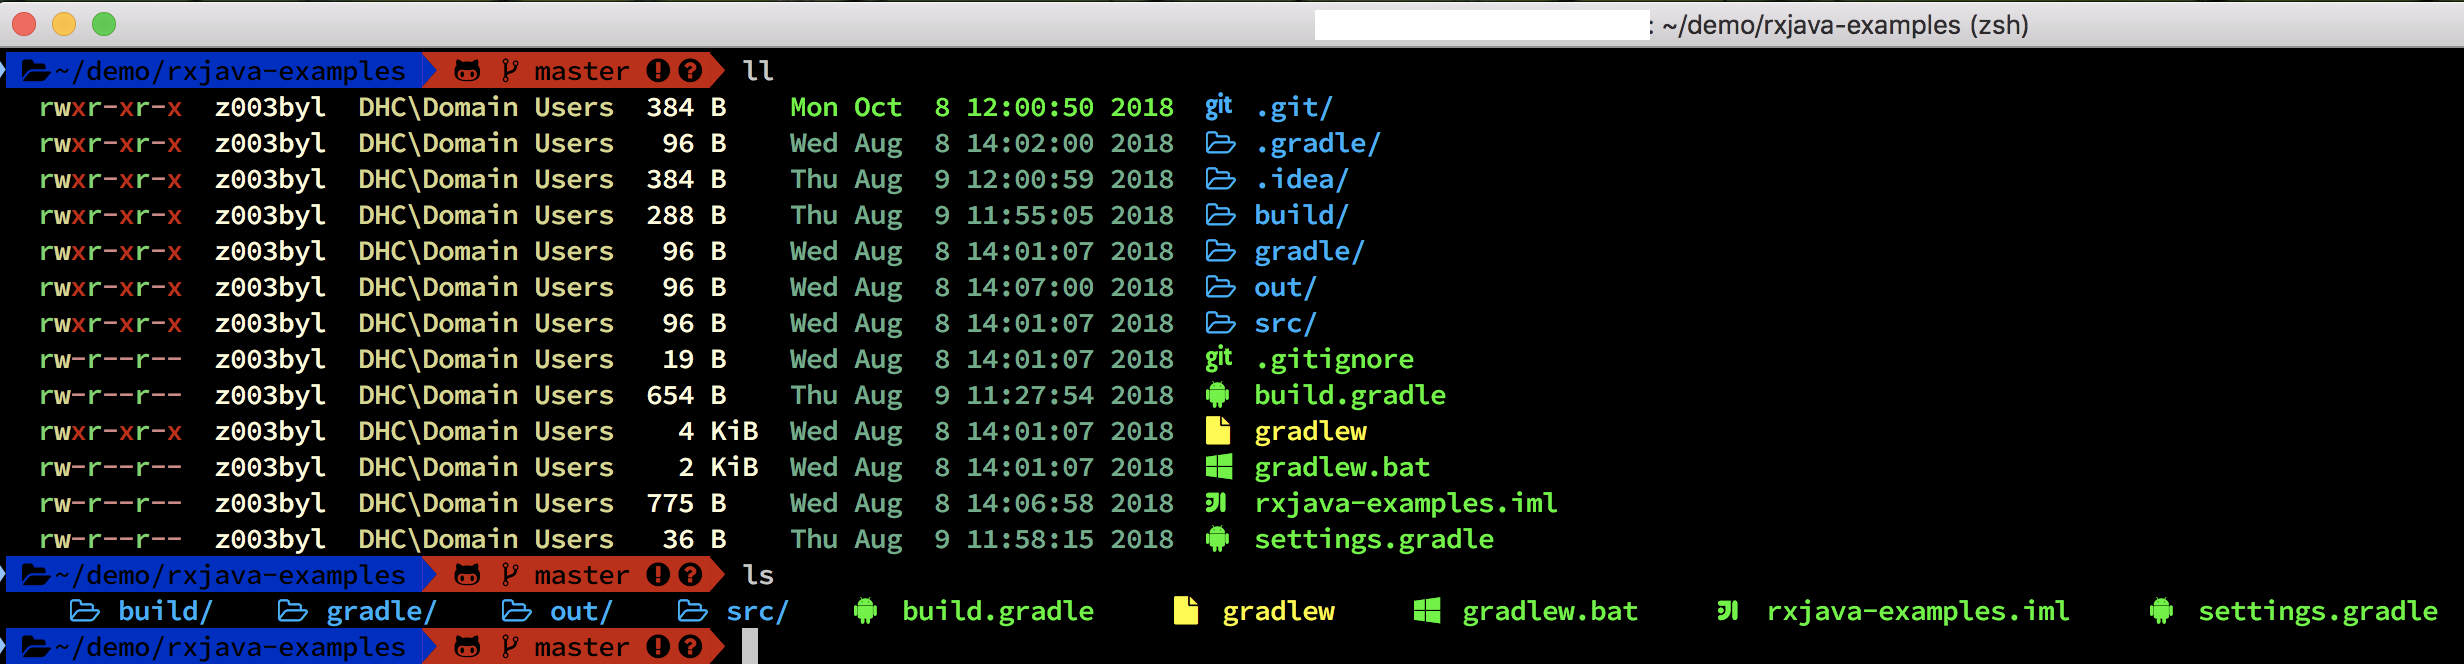 : ~/demo/rxjava-examples (zsh)
~/demo/rxjava-examples master ll
rwxr-xr-x z003byl DHC\Domain Users 384 B Mon Oct 8 12:00:50 2018 git .git/
rwxr-xr-x z003byl DHC\Domain Users 96 B Wed Aug 8 14:02:00 2018 .gradle/
rwxr-xr-x z003byl DHC\Domain Users 384 B Thu Aug 9 12:00:59 2018 .idea/
rwxr-xr-x z003byl DHC\Domain Users 288 B Thu Aug 9 11:55:05 2018 build/
rwxr-xr-x z003byl DHC\Domain Users 96 B Wed Aug 8 14:01:07 2018 gradle/
rwxr-xr-x z003byl DHC\Domain Users 96 B Wed Aug 8 14:07:00 2018 out/
rwxr-xr-x z003byl DHC\Domain Users 96 B Wed Aug 8 14:01:07 2018 src/
rw-r--r-- z003byl DHC\Domain Users 19 B Wed Aug 8 14:01:07 2018 git .gitignore
rw-r--r-- z003byl DHC\Domain Users 654 B Thu Aug 9 11:27:54 2018 build.gradle
rwxr-xr-x z003byl DHC\Domain Users 4 KiB Wed Aug 8 14:01:07 2018 gradlew
rw-r--r-- z003byl DHC\Domain Users 2 KiB Wed Aug 8 14:01:07 2018 gradlew.bat
rw-r--r-- z003byl DHC\Domain Users 775 B Wed Aug 8 14:06:58 2018 rxjava-examples.iml
rw-r--r-- z003byl DHC\Domain Users 36 B Thu Aug 9 11:58:15 2018 settings.gradle
~/demo/rxjava-examples master ls
build/ gradle/ out/ src/ build.gradle gradlew gradlew.bat rxjava-examples.iml settings.gradle
~/demo/rxjava-examples master